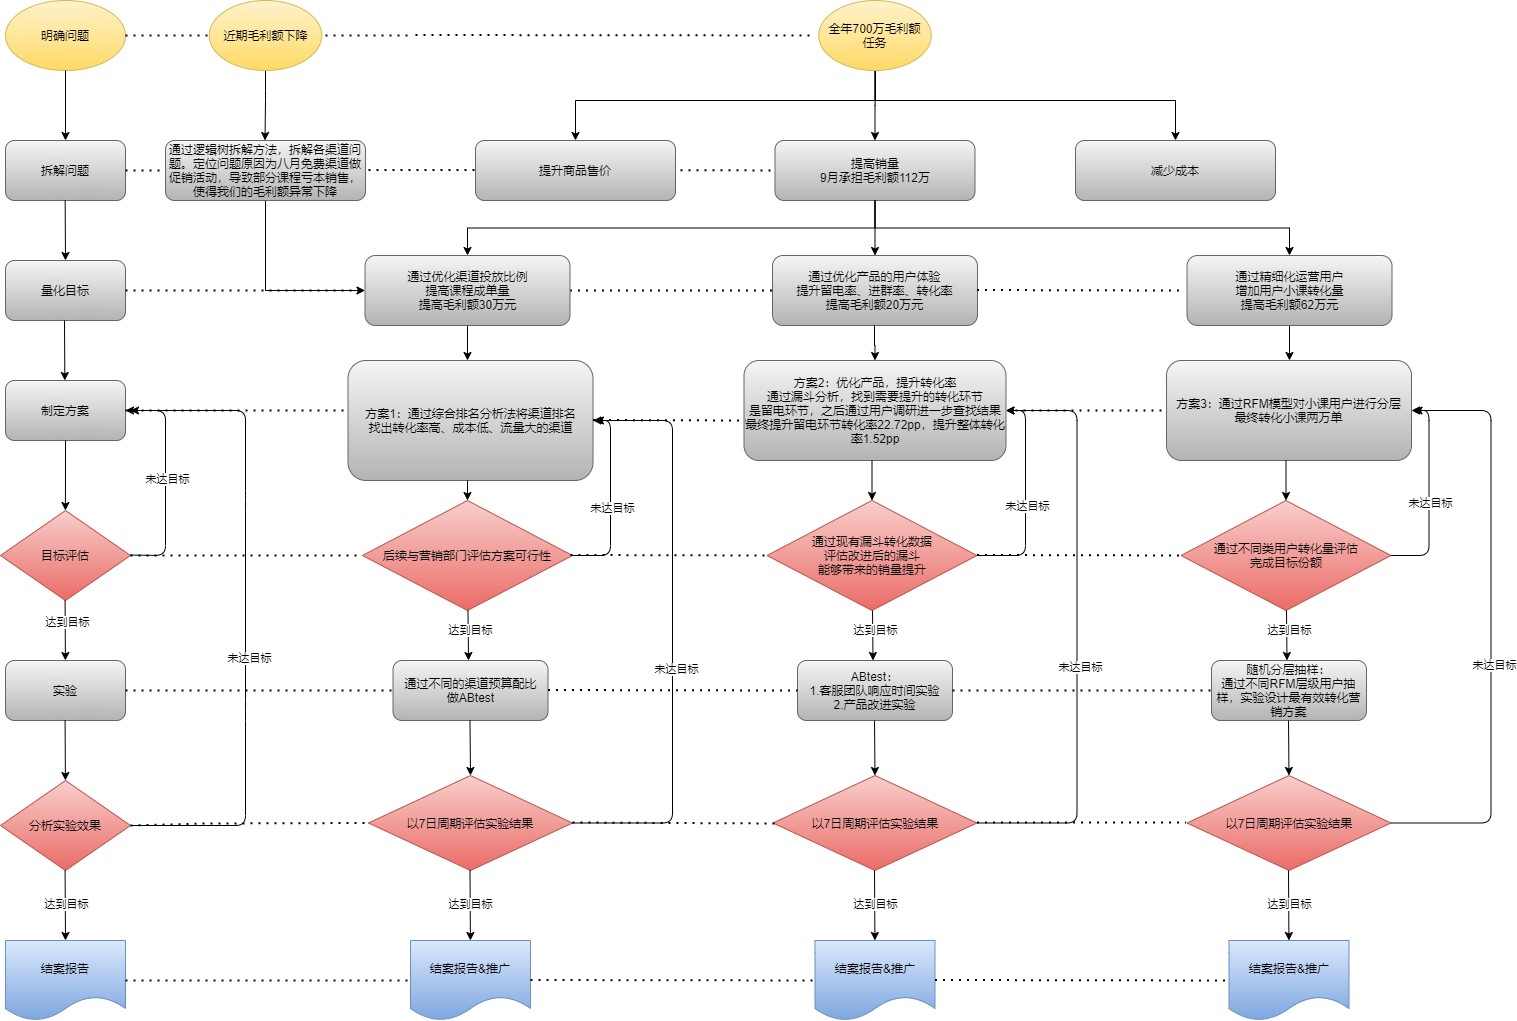 明确问题
近期毛利额下降
全年700万毛利额
任务
拆解问题
通过逻辑树拆解方法，拆解各渠道问
题。定位问题原因为八月免费渠道做
促销活动，导致部分课程亏本销售，
使得我们的毛利额异常下降
提升商品售价
提高销量
9月承担毛利额112万
减少成本
量化目标
通过优化渠道投放比例
提高课程成单量
提高毛利额30万元
通过优化产品的用户体验
提升留电率、进群率、转化率
提高毛利额20万元
通过精细化运营用户
增加用户小课转化量
提高毛利额62万元
制定方案
方案1：通过综合排名分析法将渠道排名
找出转化率高、成本低、流量大的渠道
方案2：优化产品，提升转化率
通过漏斗分析，找到需要提升的转化环节
是留电环节，之后通过用户调研进一步查找结果
最终提升留电环节转化率22.72pp，提升整体转化
率1.52pp
方案3：通过RFM模型对小课用户进行分层
最终转化小课两万单
未达目标
未达目标
未达目标
未达目标
目标评估
后续与营销部门评估方案可行性
通过现有漏斗转化数据
评估改进后的漏斗
能够带来的销量提升
通过不同类用户转化量评估
完成目标份额
达到目标
达到目标
达到目标
达到目标
未达目标
未达目标
未达目标
未达目标
实验
通过不同的渠道预算配比
做ABtest
ABtest：
1.客服团队响应时间实验
2.产品改进实验
随机分层抽样：
通过不同RFM层级用户抽
样，实验设计最有效转化营
销方案
分析实验效果
以7日周期评估实验结果
以7日周期评估实验结果
以7日周期评估实验结果
达到目标
达到目标
达到目标
达到目标
结案报告
结案报告&推广
结案报告&推广
结案报告&推广